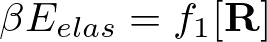 βE_{elas} = f_1[𝐑]